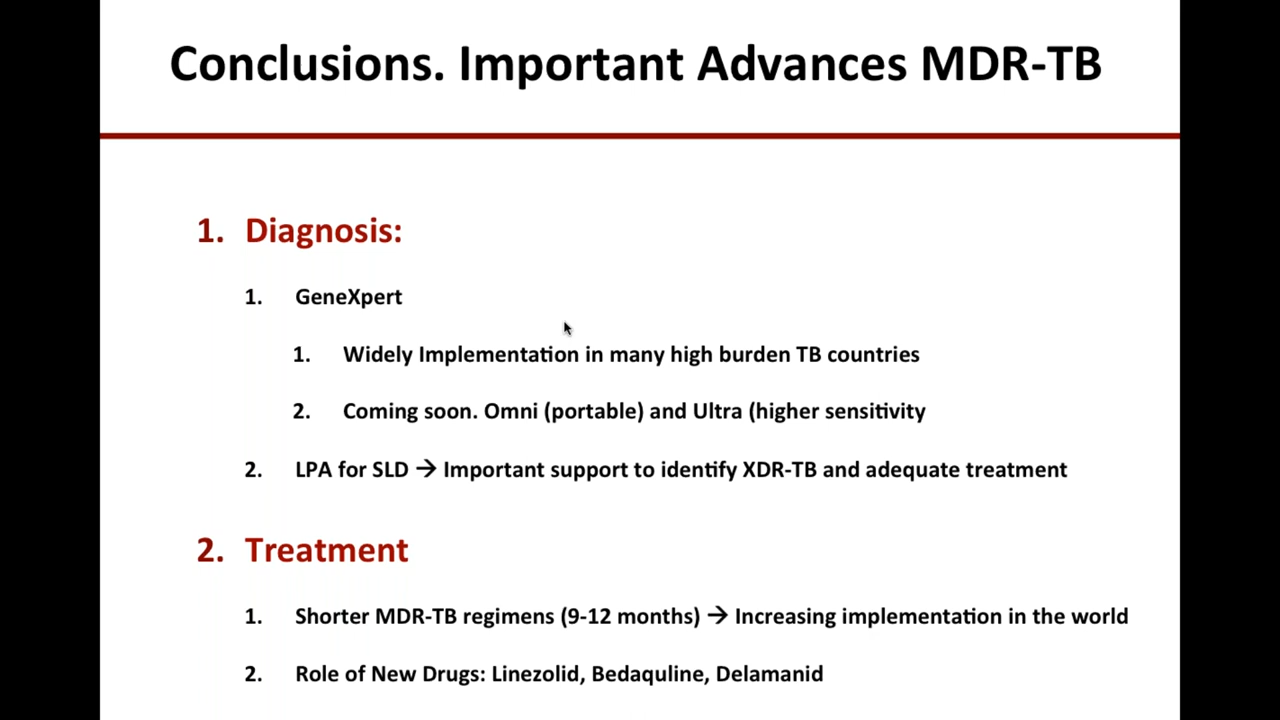 Conclusions. Important Advances MDR-TB
1. Diagnosis:
1. GeneXpert
1. Widely Implementation in many high burden TB countries
2. Coming soon. Omni (portable) and Ultra (higher sensitivity
2. LPA for SLD → Important support to identify XDR-TB and adequate treatment
2. Treatment
1. Shorter MDR-TB regimens (9-12 months) → Increasing implementation in the world
2. Role of New Drugs: Linezolid, Bedaquline, Delamanid